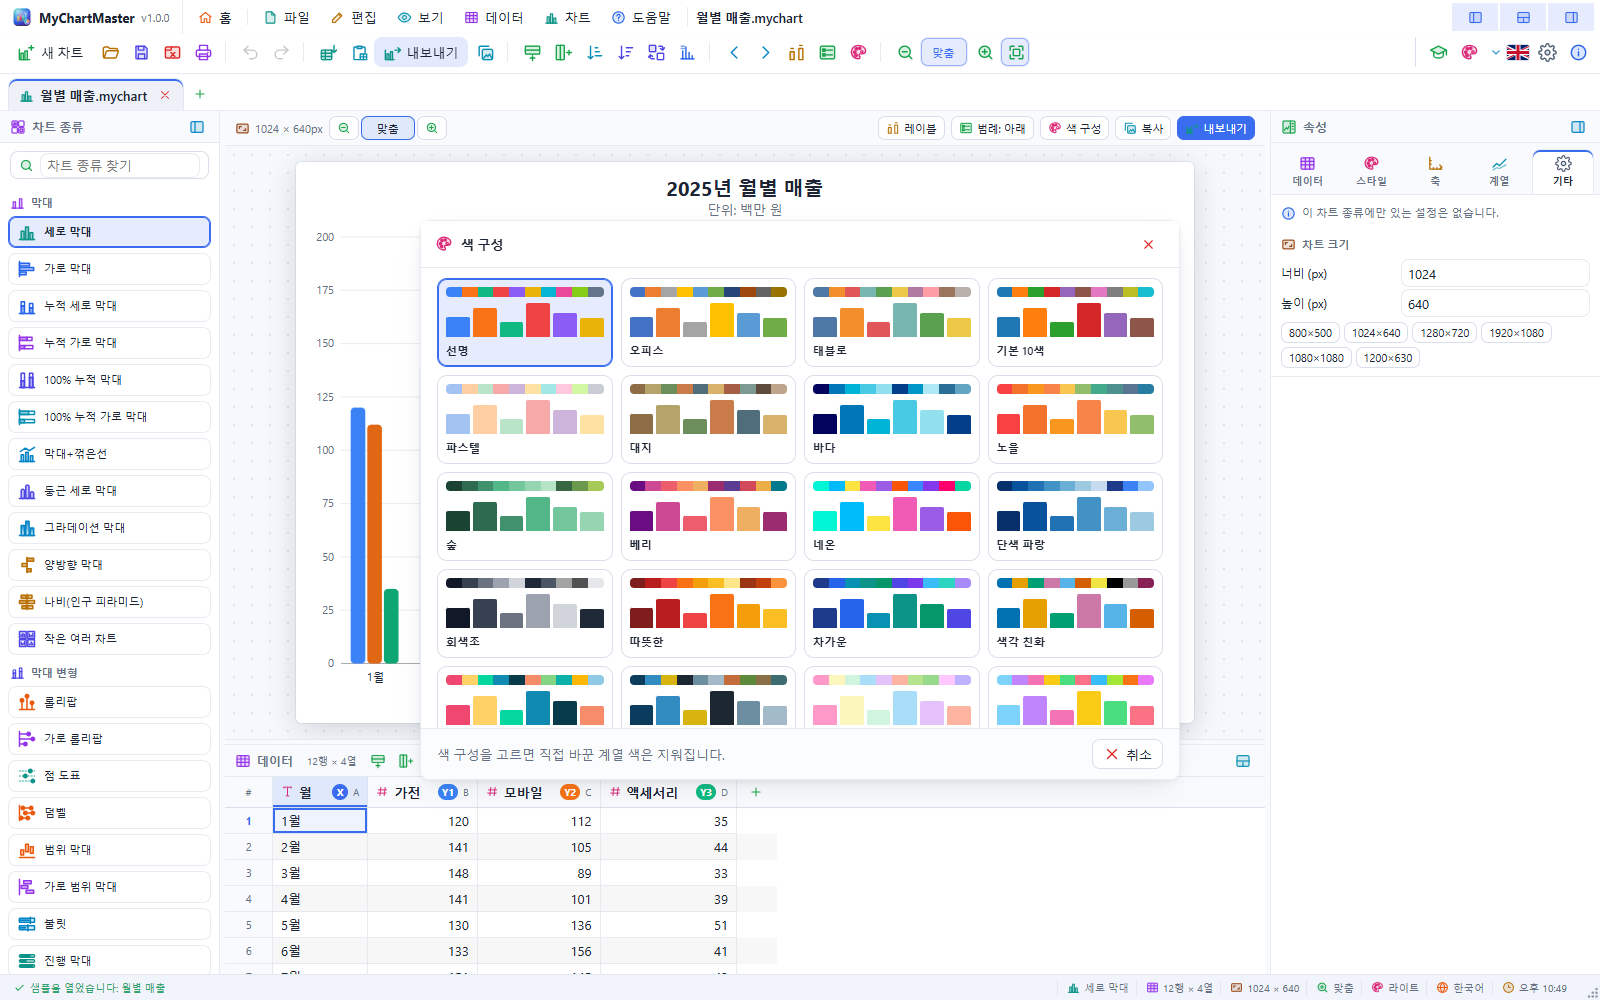 MyChartMaster v1.0.0 홈 파일 편집 보기 데이터 차트 도움말 월별 매출.mychart
새 차트 내보내기 맞춤
월별 매출.mychart
차트 종류
차트 종류 찾기
막대
세로 막대
가로 막대
누적 세로 막대
누적 가로 막대
100% 누적 막대
100% 누적 가로 막대
막대+꺾은선
둥근 세로 막대
그라데이션 막대
양방향 막대
나비(인구 피라미드)
작은 여러 차트
막대 변형
롤리팝
가로 롤리팝
점 도표
덤벨
범위 막대
가로 범위 막대
불릿
진행 막대
1024 × 640px 맞춤 레이블 범례: 아래 색 구성 복사 내보내기
2025년 월별 매출
단위: 백만 원
200
175
150
125
100
75
50
25
0
1월
색 구성
선명 오피스 태블로 기본 10색
파스텔 대지 바다 노을
숲 베리 네온 단색 파랑
회색조 따뜻한 차가운 색각 친화
색 구성을 고르면 직접 바꾼 계열 색은 지워집니다. 취소
데이터 12행 × 4열
# 월 X A # 가전 Y1 B # 모바일 Y2 C # 액세서리 Y3 D
1 1월 120 112 35
2 2월 141 105 44
3 3월 148 89 33
4 4월 141 101 39
5 5월 130 136 51
6 6월 133 156 41
속성
데이터 스타일 축 계열 기타
이 차트 종류에만 있는 설정은 없습니다.
차트 크기
너비 (px) 1024
높이 (px) 640
800×500 1024×640 1280×720 1920×1080
1080×1080 1200×630
샘플을 열었습니다: 월별 매출 세로 막대 12행 × 4열 1024 × 640 맞춤 라이트 한국어 오후 10:49